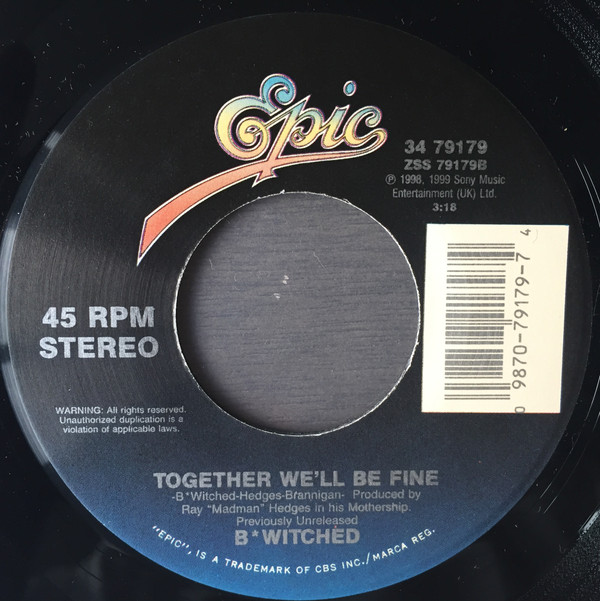 Epic
34 79179
ZSS 79179B
℗ 1998, 1999 Sony Music
Entertainment (UK) Ltd.
3:18
45 RPM
STEREO
0 9870-79179-7 4
WARNING: All rights reserved.
Unauthorized duplication is a
violation of applicable laws.
TOGETHER WE'LL BE FINE
-B*Witched-Hedges-Brannigan- Produced by
Ray "Madman" Hedges in his Mothership.
Previously Unreleased
B*WITCHED
"EPIC", IS A TRADEMARK OF CBS INC./MARCA REG.